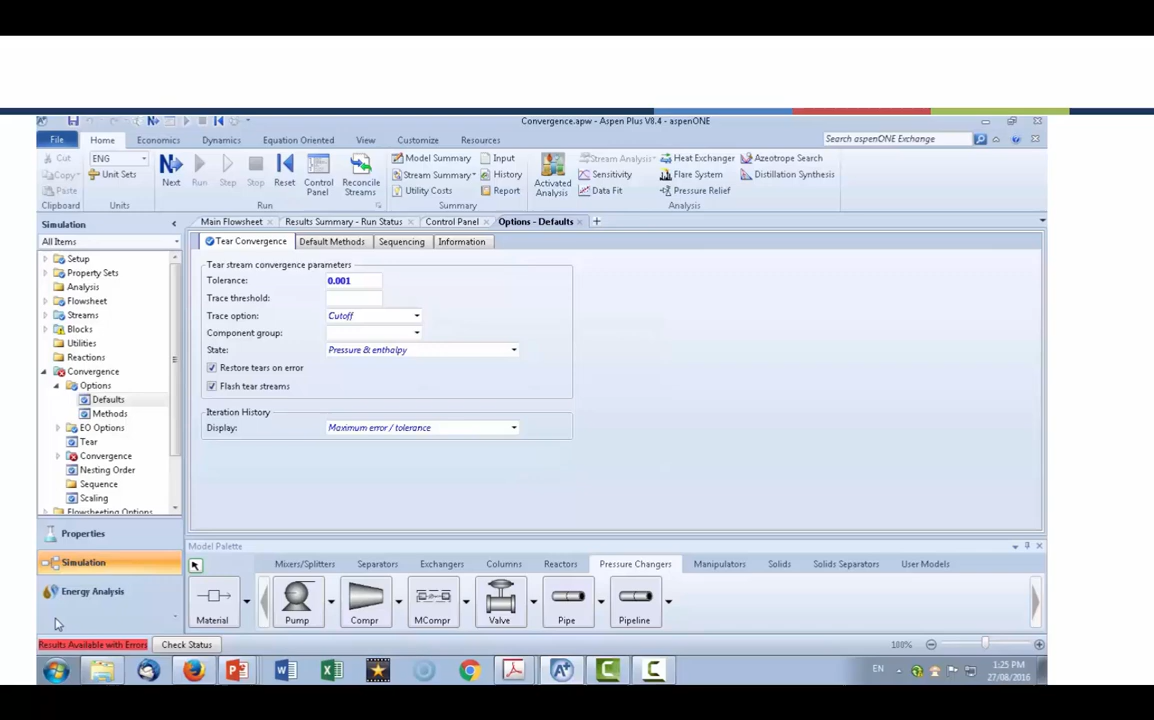 Convergence.apw - Aspen Plus V8.4 - aspenONE
File Home Economics Dynamics Equation Oriented View Customize Resources Search aspenONE Exchange
Cut ENG Model Summary Input Stream Analysis Heat Exchanger Azeotrope Search
Copy Unit Sets Next Run Step Stop Reset Control Panel Reconcile Streams Stream Summary History Activated Analysis Sensitivity Flare System Distillation Synthesis
Paste Utility Costs Report Data Fit Pressure Relief
Clipboard Units Run Summary Analysis
Simulation Main Flowsheet Results Summary - Run Status Control Panel Options - Defaults
All Items Tear Convergence Default Methods Sequencing Information
Setup
Property Sets
Analysis
Flowsheet
Streams
Blocks
Utilities
Reactions
Convergence
Options
Defaults
Methods
EO Options
Tear
Convergence
Nesting Order
Sequence
Scaling
Flowsheeting Options
Tear stream convergence parameters
Tolerance: 0.001
Trace threshold:
Trace option: Cutoff
Component group:
State: Pressure & enthalpy
Restore tears on error
Flash tear streams
Iteration History
Display: Maximum error / tolerance
Properties
Simulation
Energy Analysis
Model Palette
Mixers/Splitters Separators Exchangers Columns Reactors Pressure Changers Manipulators Solids Solids Separators User Models
Material Pump Compr MCompr Valve Pipe Pipeline
Results Available with Errors Check Status 100%
EN 1:25 PM
27/08/2016